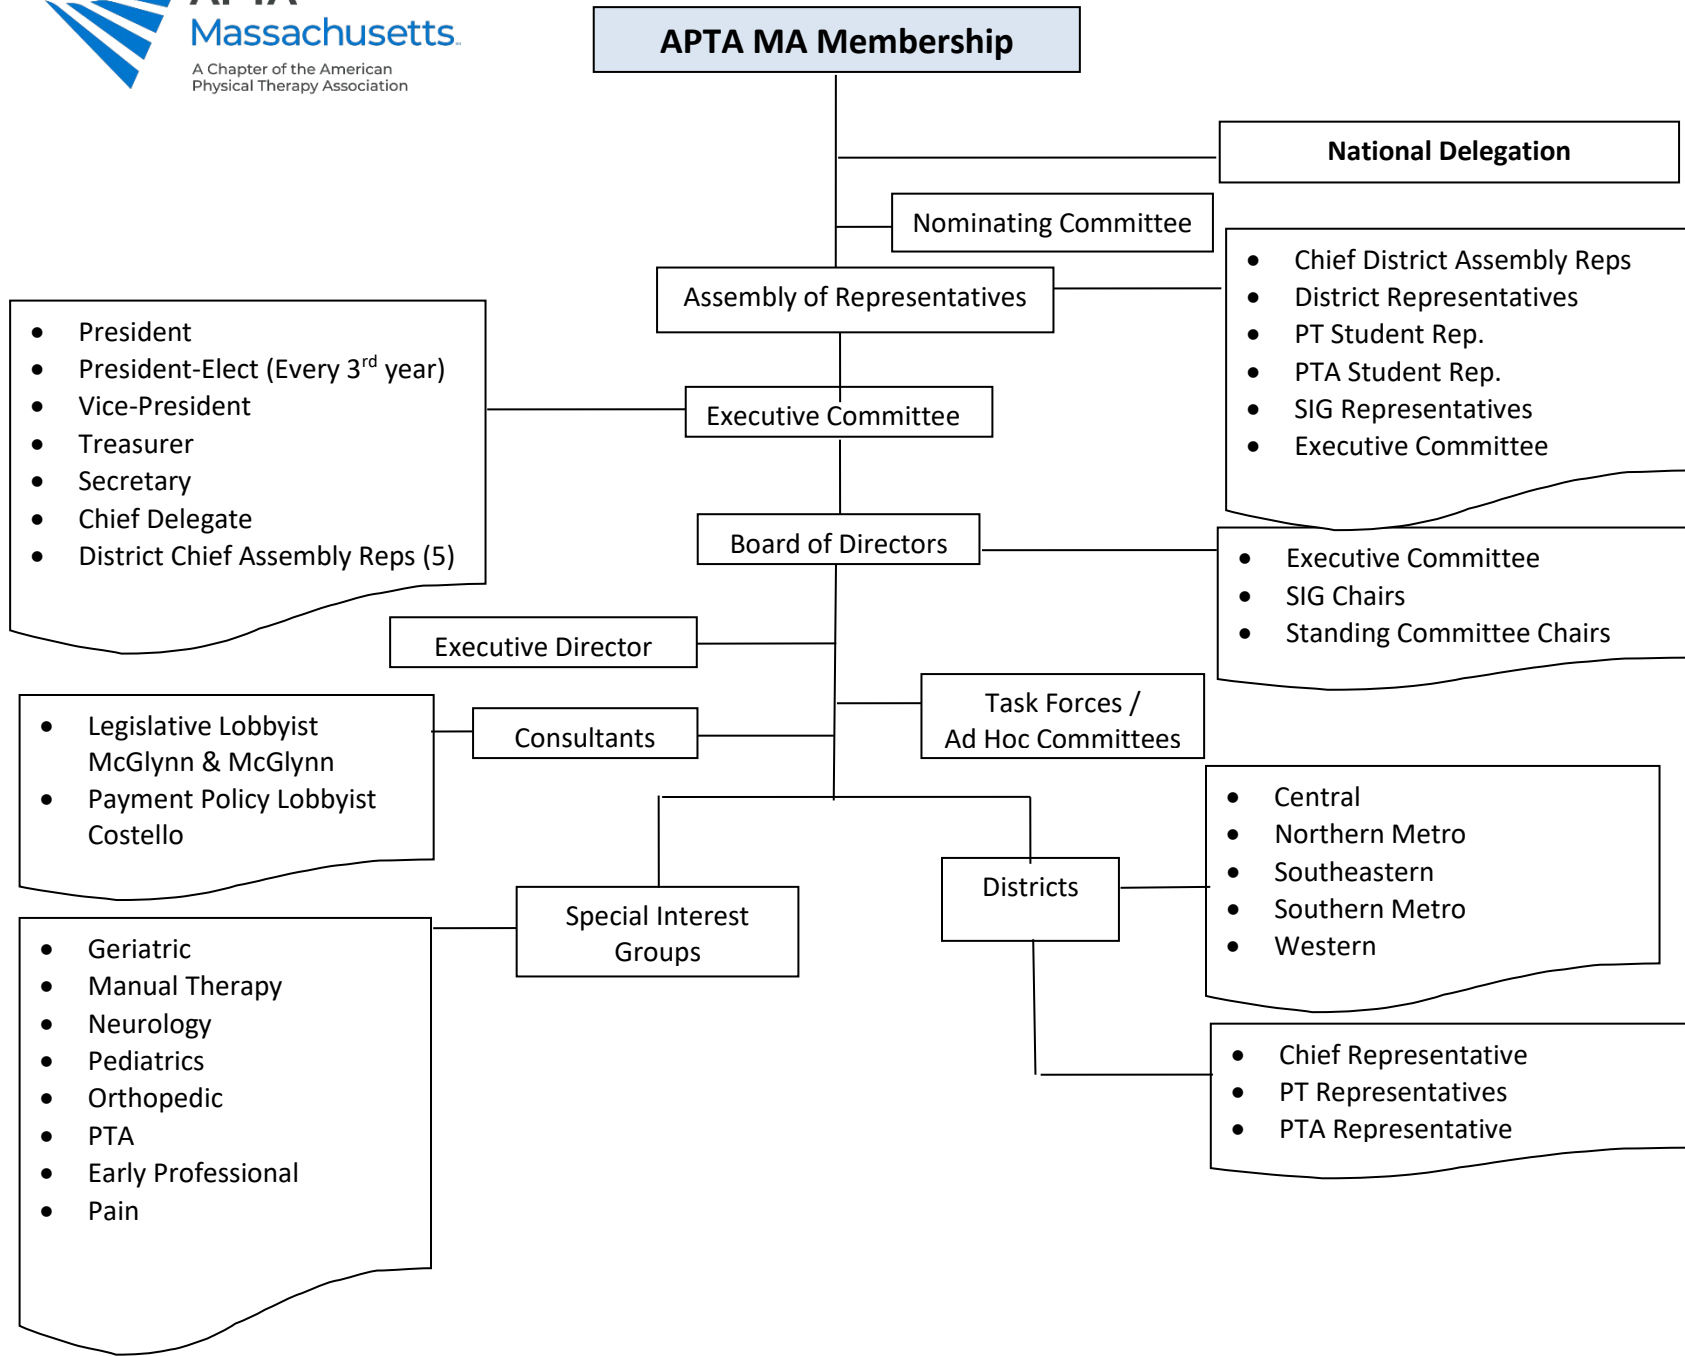 APTA
Massachusetts
A Chapter of the American
Physical Therapy Association
APTA MA Membership
National Delegation
Nominating Committee
Assembly of Representatives
• Chief District Assembly Reps
• District Representatives
• PT Student Rep.
• PTA Student Rep.
• SIG Representatives
• Executive Committee
• President
• President-Elect (Every 3rd year)
• Vice-President
• Treasurer
• Secretary
• Chief Delegate
• District Chief Assembly Reps (5)
Executive Committee
Board of Directors
• Executive Committee
• SIG Chairs
• Standing Committee Chairs
Executive Director
Task Forces /
Ad Hoc Committees
Consultants
• Legislative Lobbyist
McGlynn & McGlynn
• Payment Policy Lobbyist
Costello
• Central
• Northern Metro
• Southeastern
• Southern Metro
• Western
Districts
Special Interest
Groups
• Geriatric
• Manual Therapy
• Neurology
• Pediatrics
• Orthopedic
• PTA
• Early Professional
• Pain
• Chief Representative
• PT Representatives
• PTA Representative